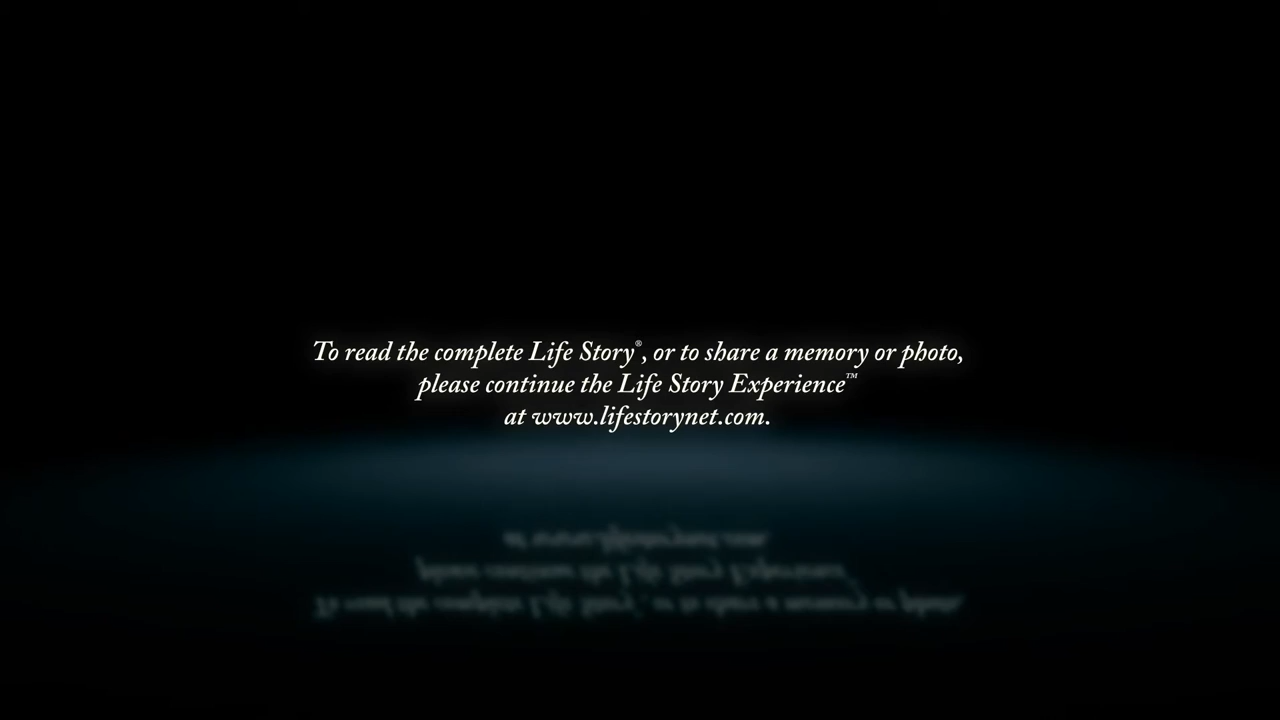 To read the complete Life Story®, or to share a memory or photo,
please continue the Life Story Experience™
at www.lifestorynet.com.